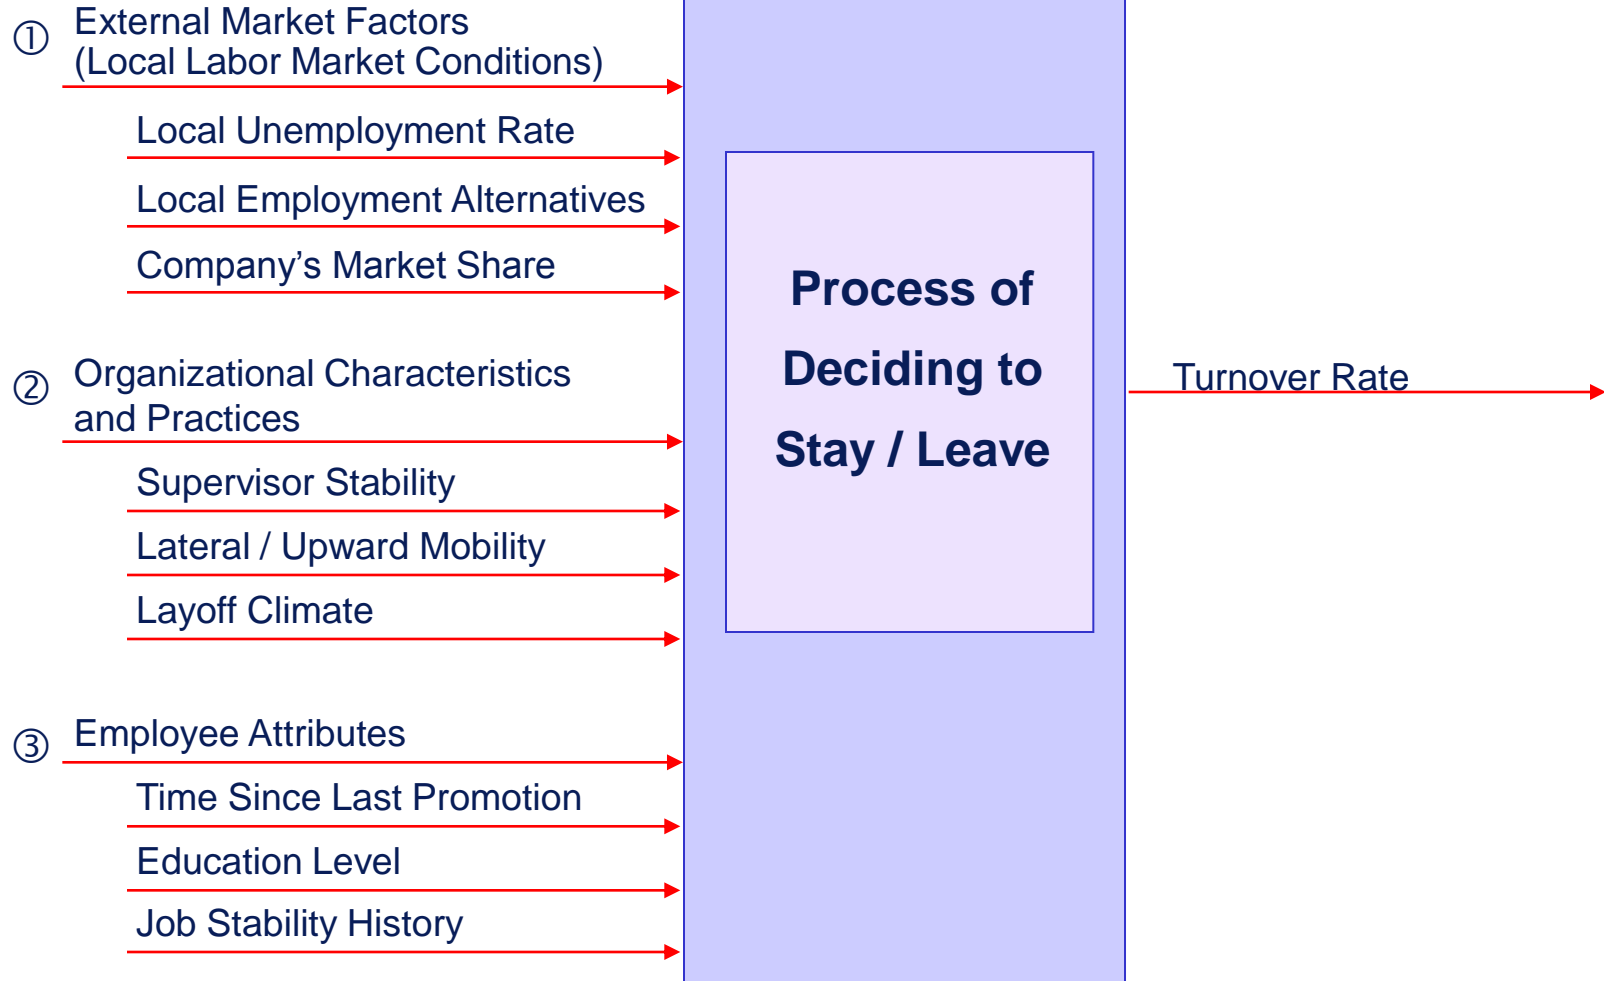 ① External Market Factors
(Local Labor Market Conditions)
Local Unemployment Rate
Local Employment Alternatives
Company’s Market Share
② Organizational Characteristics
and Practices
Supervisor Stability
Lateral / Upward Mobility
Layoff Climate
③ Employee Attributes
Time Since Last Promotion
Education Level
Job Stability History
Process of
Deciding to
Stay / Leave
Turnover Rate